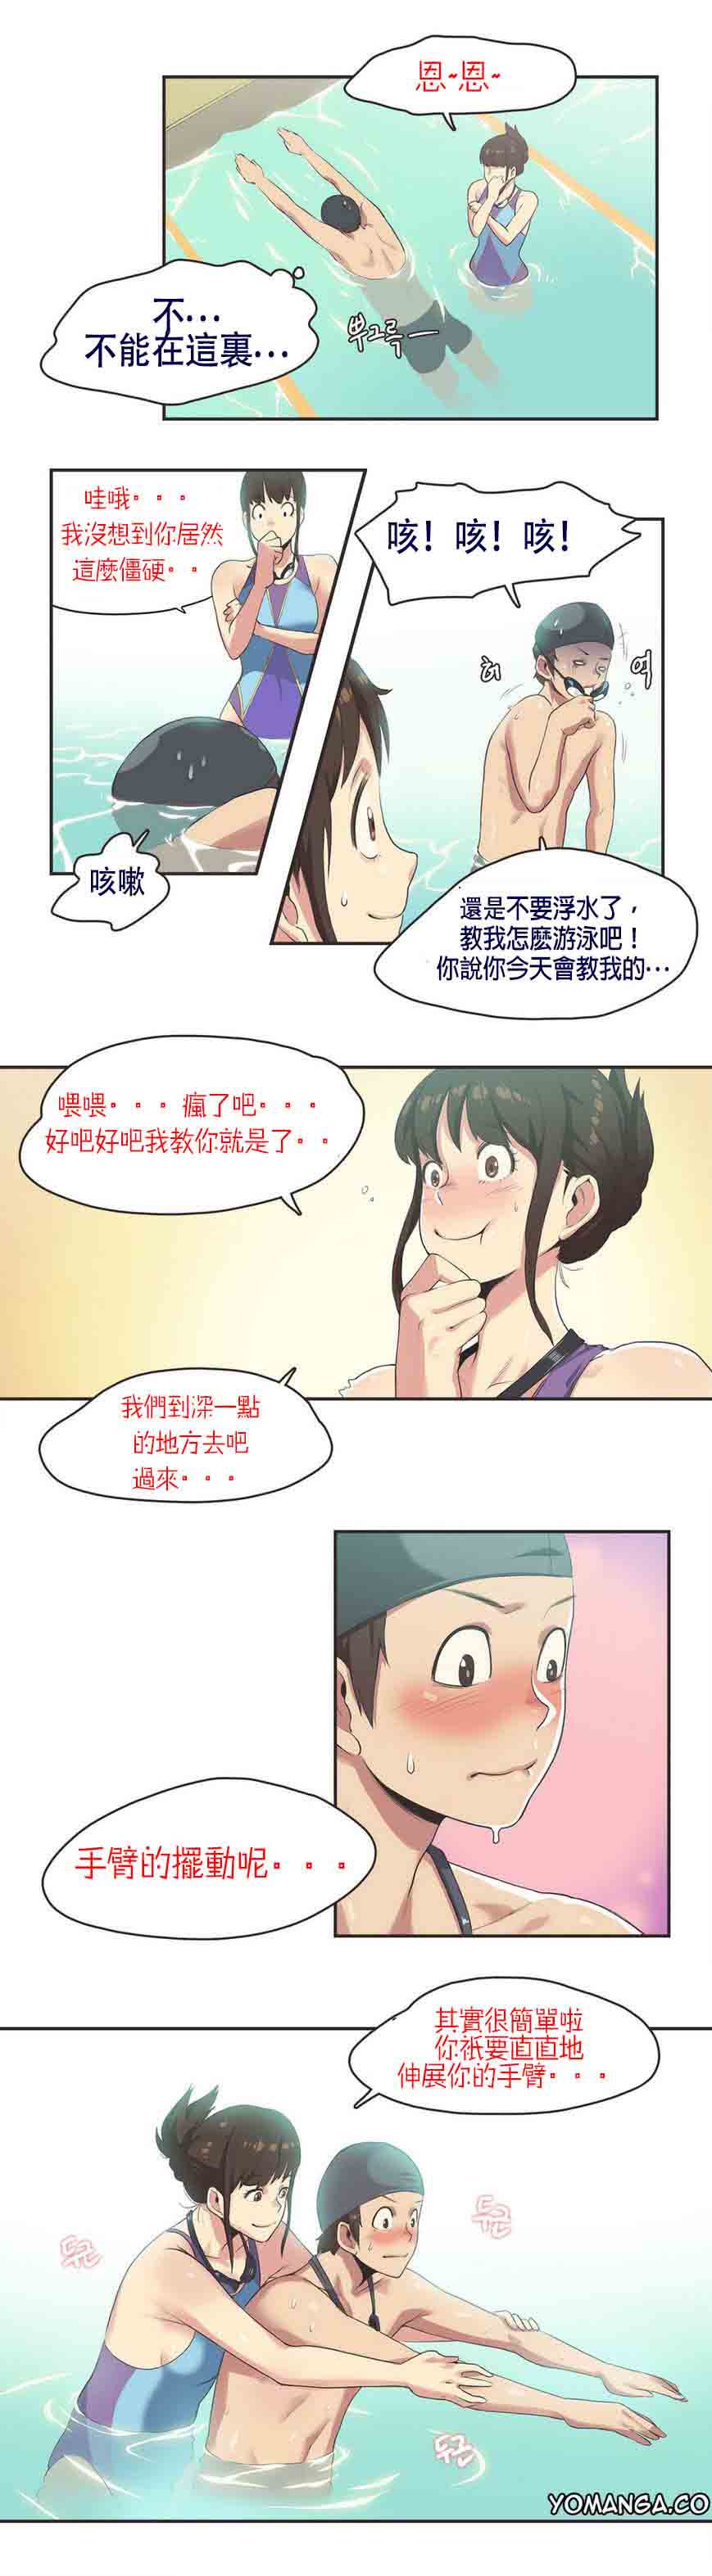 恩~恩~
不...
不能在這裏...
뿌그륵
哇哦...
我沒想到你居然
這麼僵硬..
咳！咳！咳！
허
억
咳嗽
還是不要浮水了，
教我怎麽游泳吧！
你說你今天會教我的...
喂喂... 瘋了吧...
好吧好吧我教你就是了..
我們到深一點
的地方去吧
過來...
手臂的擺動呢...
其實很簡單啦
你衹要直直地
伸展你的手臂...
두근
두근
두근
YOMANGA.CO